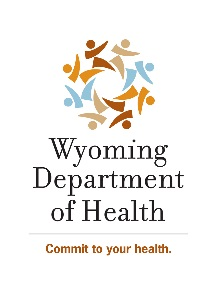 Wyoming
Department
of Health
Commit to your health.